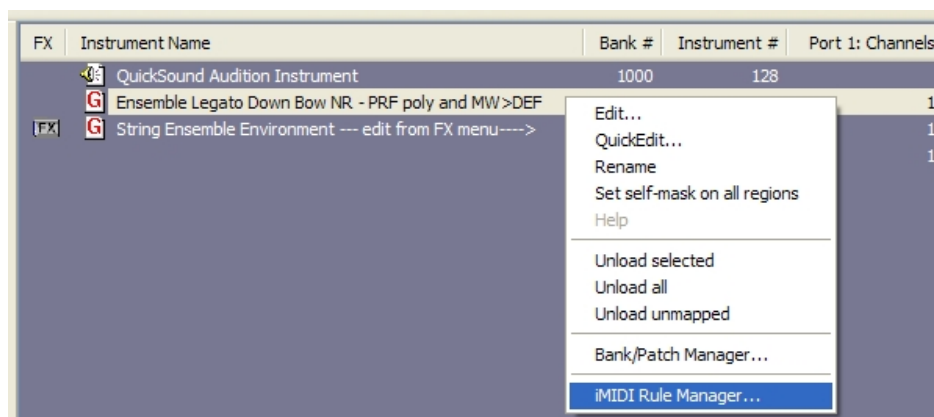 FX Instrument Name Bank # Instrument # Port 1: Channels
QuickSound Audition Instrument 1000 128
G Ensemble Legato Down Bow NR - PRF poly and MW>DEF 1
FX G String Ensemble Environment --- edit from FX menu----> 1
1
Edit...
QuickEdit...
Rename
Set self-mask on all regions
Help
Unload selected
Unload all
Unload unmapped
Bank/Patch Manager...
iMIDI Rule Manager...